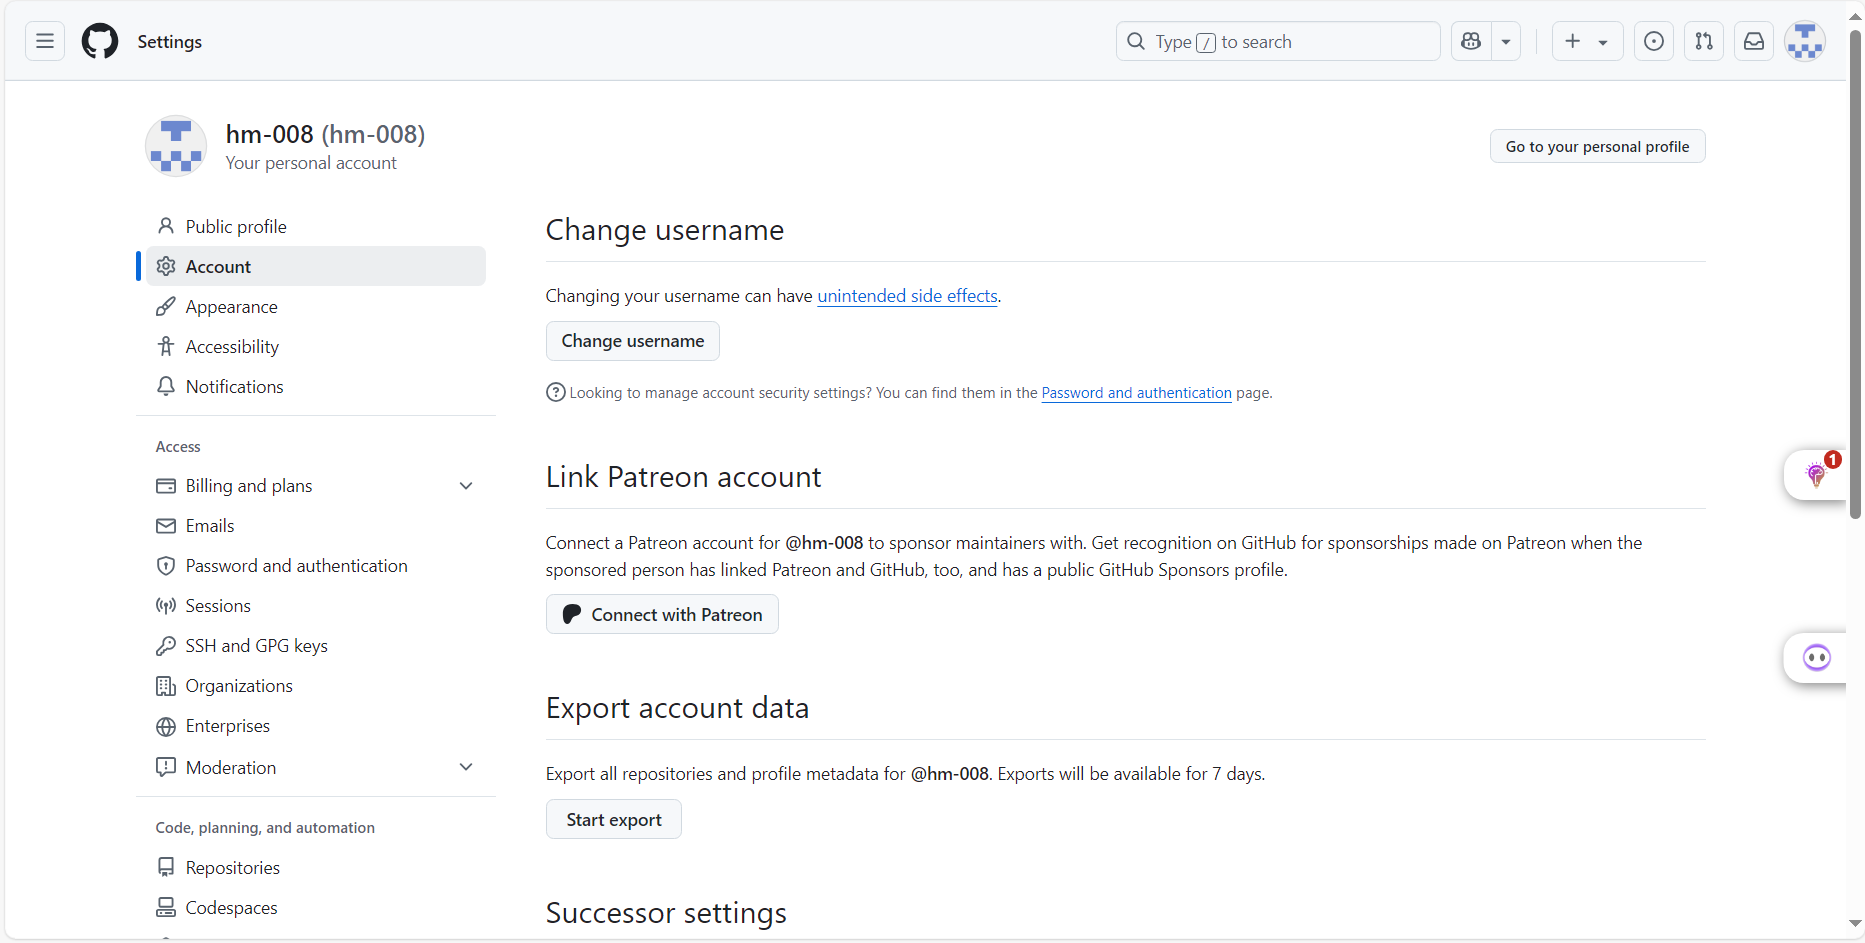 Settings
Type / to search
hm-008 (hm-008)
Your personal account
Go to your personal profile
Public profile
Account
Appearance
Accessibility
Notifications
Access
Billing and plans
Emails
Password and authentication
Sessions
SSH and GPG keys
Organizations
Enterprises
Moderation
Code, planning, and automation
Repositories
Codespaces
Change username
Changing your username can have unintended side effects.
Change username
Looking to manage account security settings? You can find them in the Password and authentication page.
Link Patreon account
Connect a Patreon account for @hm-008 to sponsor maintainers with. Get recognition on GitHub for sponsorships made on Patreon when the
sponsored person has linked Patreon and GitHub, too, and has a public GitHub Sponsors profile.
Connect with Patreon
Export account data
Export all repositories and profile metadata for @hm-008. Exports will be available for 7 days.
Start export
Successor settings
1